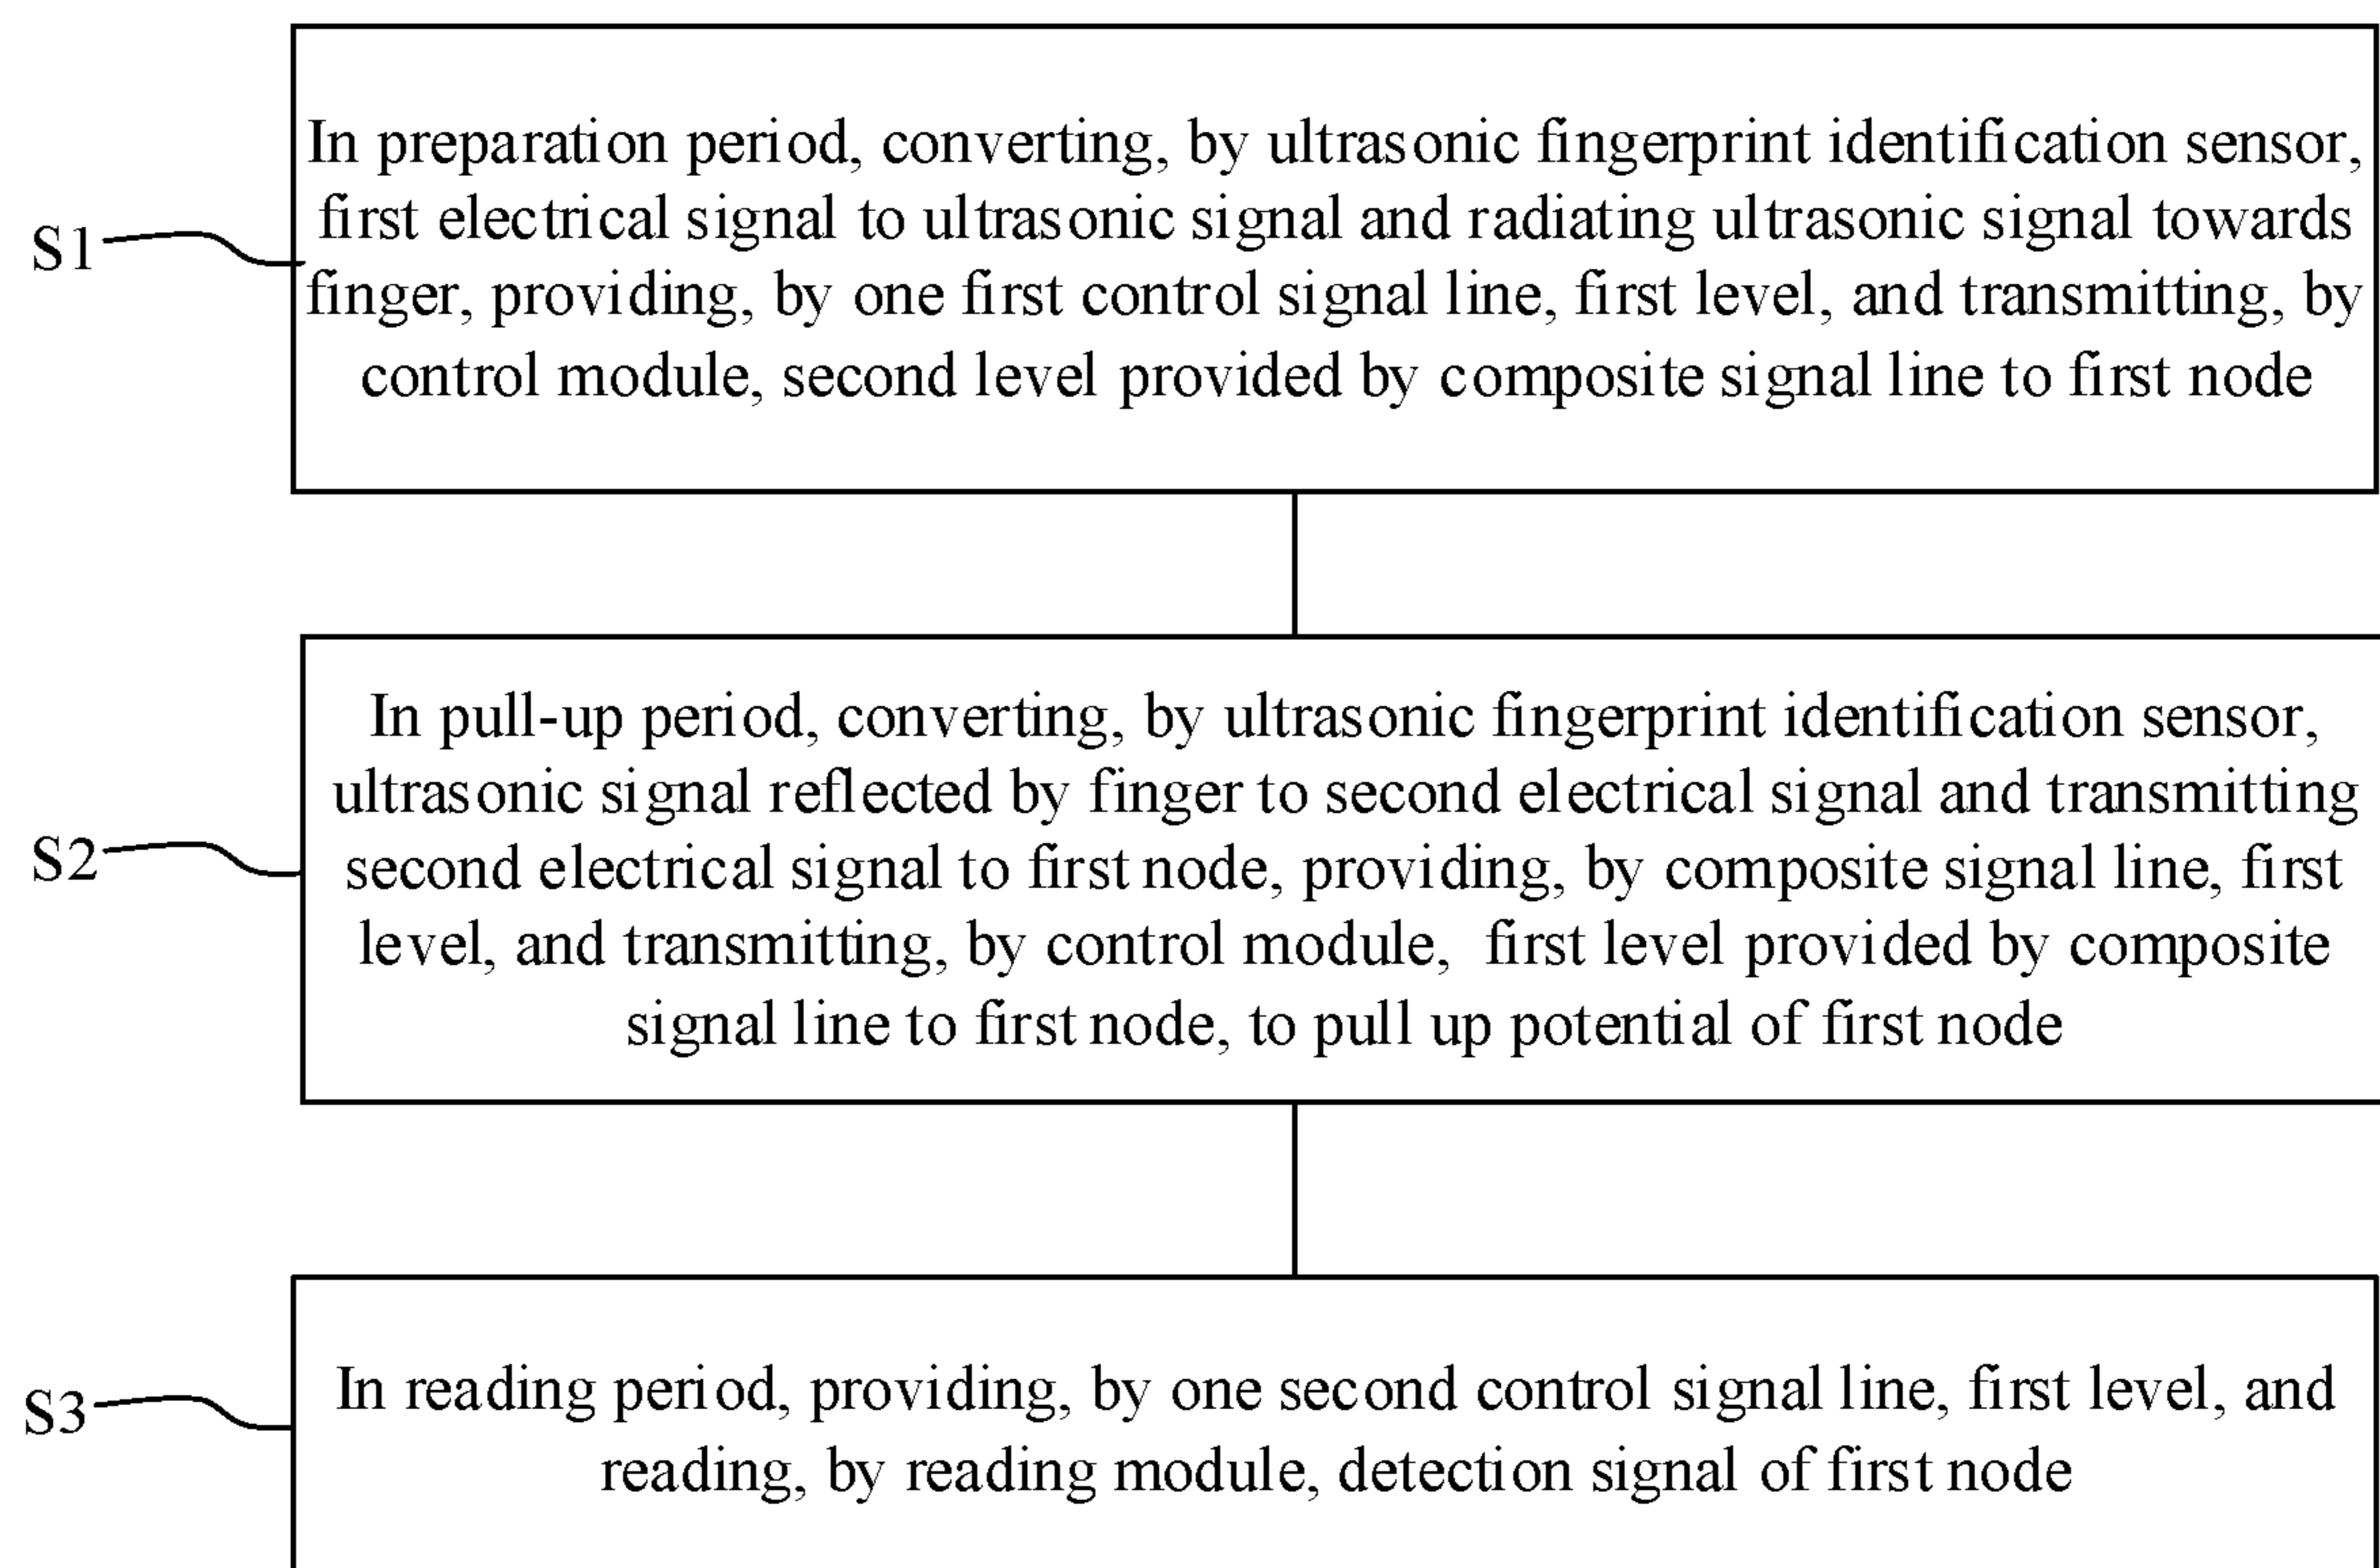 In preparation period, converting, by ultrasonic fingerprint identification sensor,
first electrical signal to ultrasonic signal and radiating ultrasonic signal towards
S1
finger, providing, by one first control signal line, first level, and transmitting, by
control module, second level provided by composite signal line to first node
In pull-up period, converting, by ultrasonic fingerprint identification sensor,
ultrasonic signal reflected by finger to second electrical signal and transmitting
S2
second electrical signal to first node, providing, by composite signal line, first
level, and transmitting, by control module, first level provided by composite
signal line to first node, to pull up potential of first node
S3
In reading period, providing, by one second control signal line, first level, and
reading, by reading module, detection signal of first node